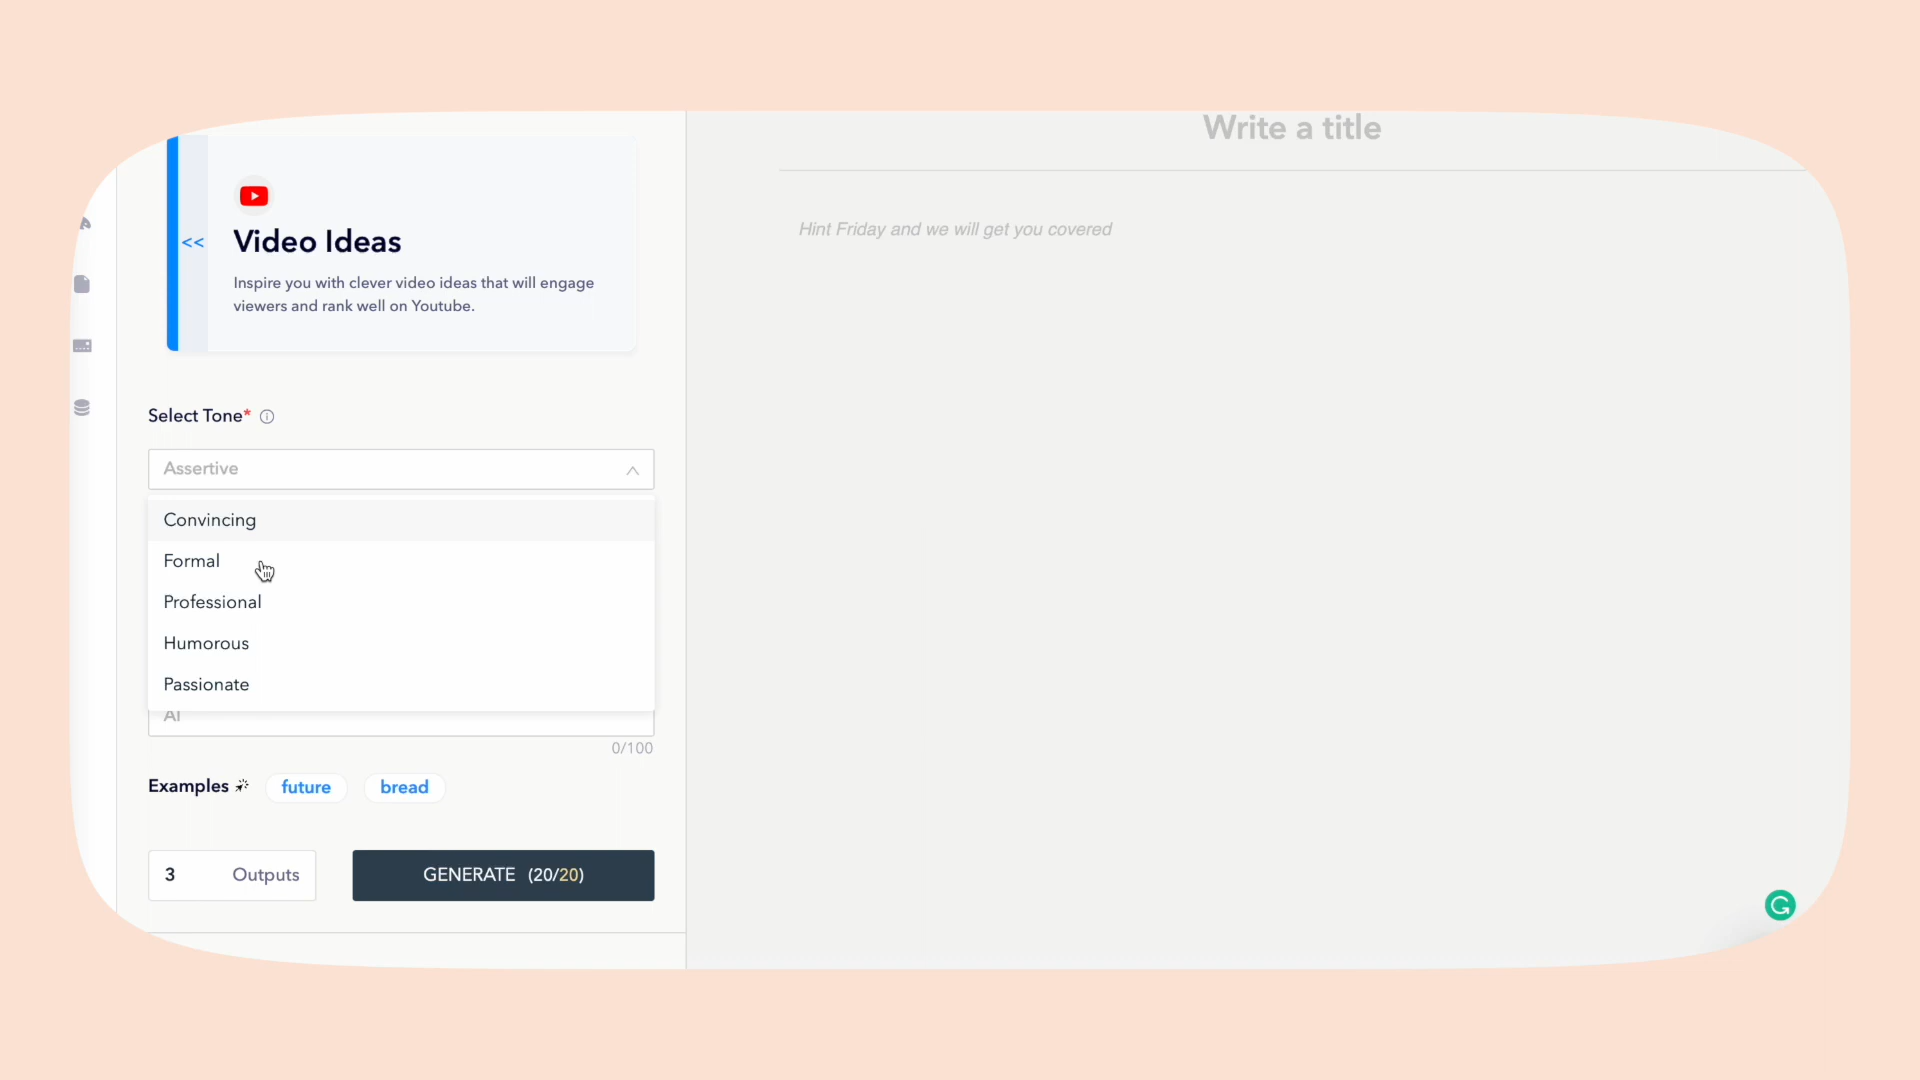 <<
Video Ideas
Inspire you with clever video ideas that will engage
viewers and rank well on Youtube.
Select Tone*
Assertive
Convincing
Formal
Professional
Humorous
Passionate
AI
0/100
Examples
future
bread
3 Outputs
GENERATE (20/20)
Write a title
Hint Friday and we will get you covered